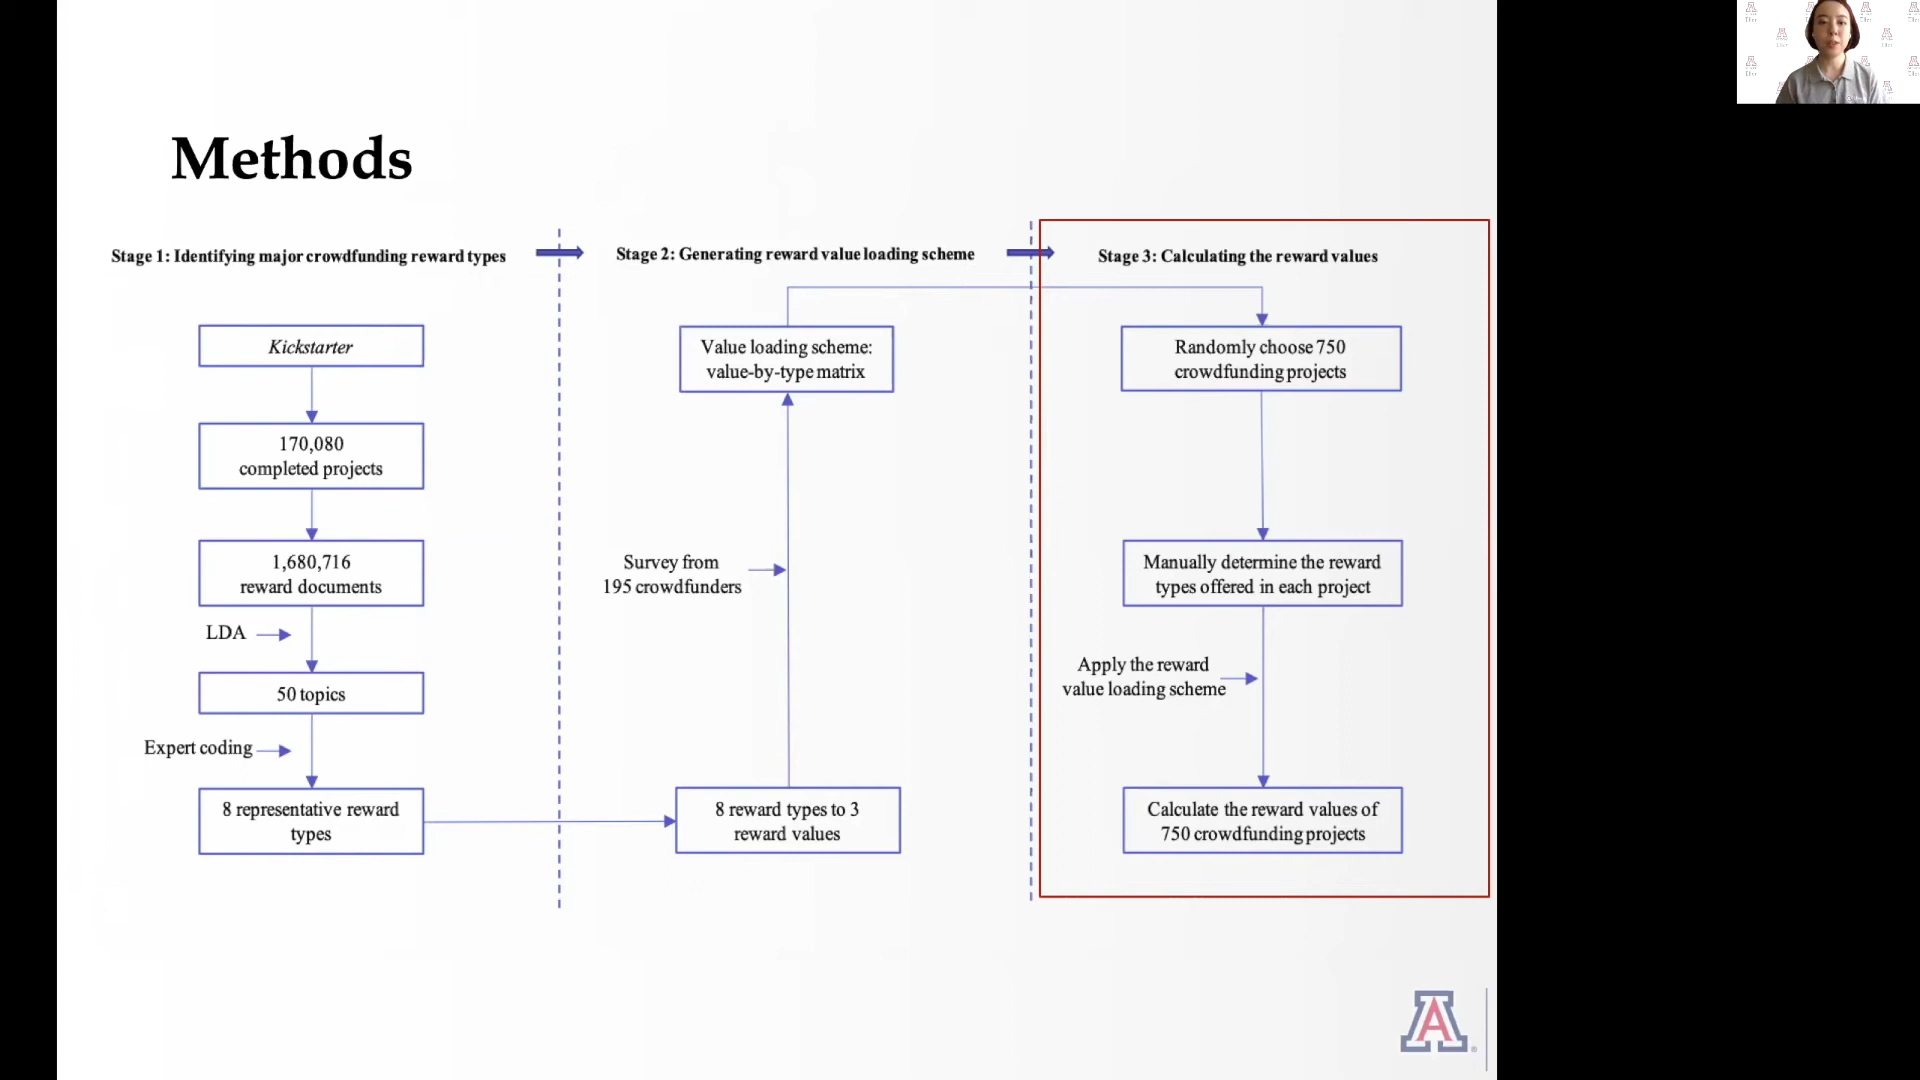 Methods
Stage 1: Identifying major crowdfunding reward types
Kickstarter
170,080
completed projects
1,680,716
reward documents
LDA
50 topics
Expert coding
8 representative reward
types
Stage 2: Generating reward value loading scheme
Value loading scheme:
value-by-type matrix
Survey from
195 crowdfunders
8 reward types to 3
reward values
Stage 3: Calculating the reward values
Randomly choose 750
crowdfunding projects
Manually determine the reward
types offered in each project
Apply the reward
value loading scheme
Calculate the reward values of
750 crowdfunding projects
A